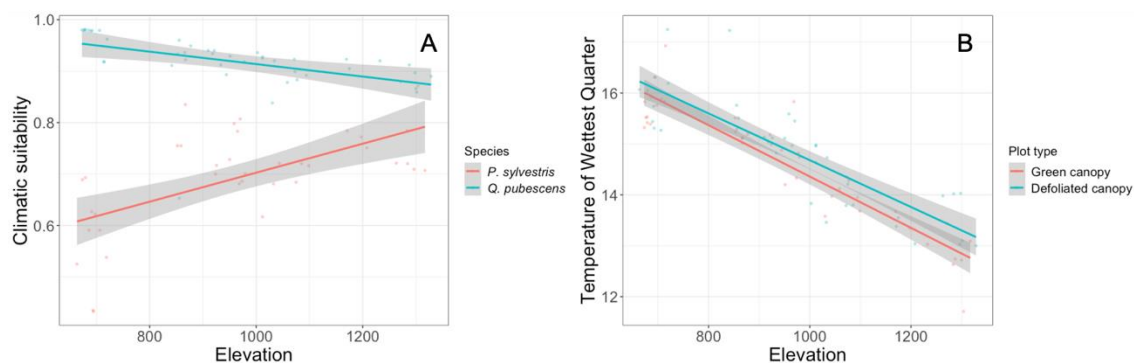 A
Climatic suitability
1.0
0.8
0.6
800
1000
1200
Elevation
Species
P. sylvestris
Q. pubescens
B
Temperature of Wettest Quarter
16
14
12
800
1000
1200
Elevation
Plot type
Green canopy
Defoliated canopy